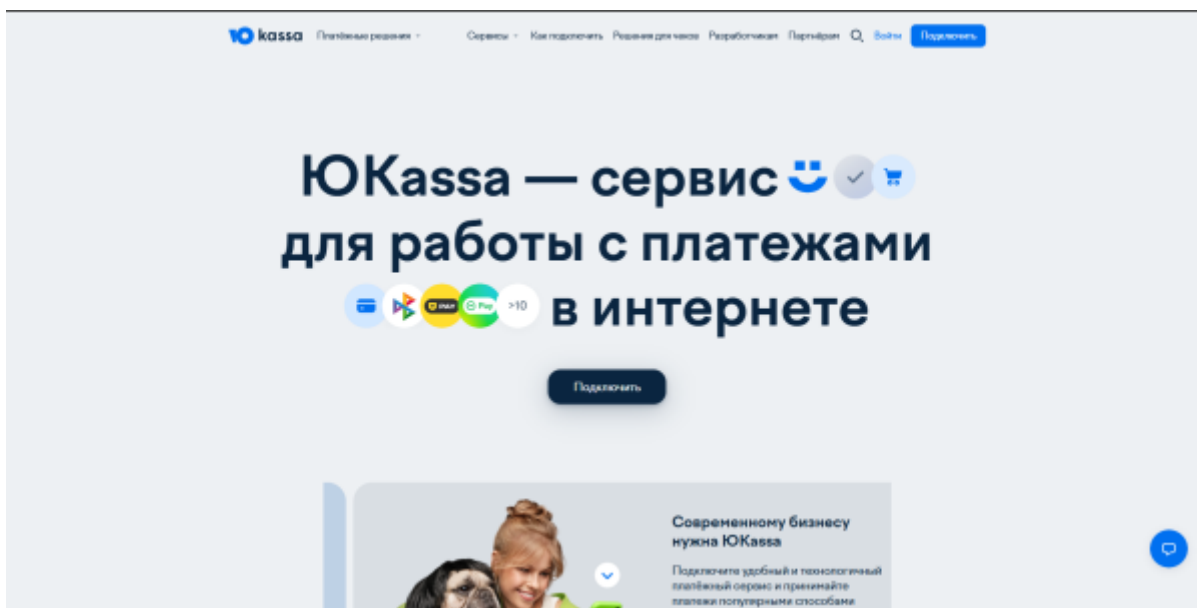 Ю kassa
Платёжные решения
Сервисы
Как подключить
Решения для чеков
Разработчикам
Партнёрам
Войти
Подключить
ЮKassa — сервис
для работы с платежами
Pay
>10
в интернете
Подключить
Современному бизнесу
нужна ЮKassa
Подключите удобный и технологичный
платёжный сервис и принимайте
платежи популярными способами